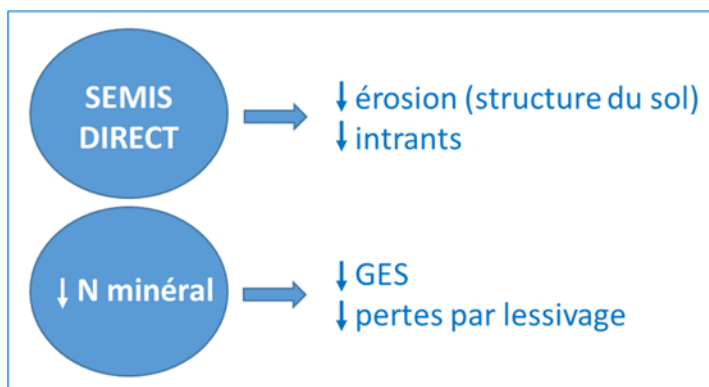 SEMIS
DIRECT
↓ érosion (structure du sol)
↓ intrants
↓ N minéral
↓ GES
↓ pertes par lessivage